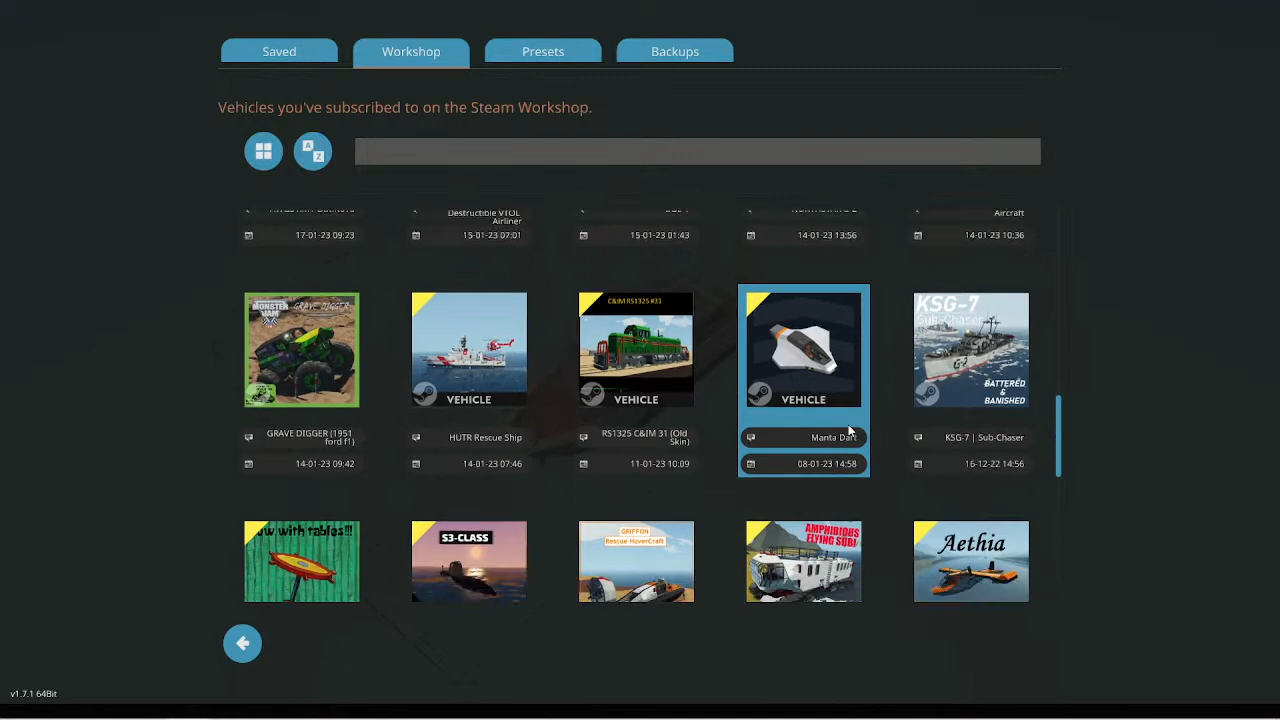 Saved
Workshop
Presets
Backups
Vehicles you've subscribed to on the Steam Workshop.
A
Z
Destructible VTOL
Airliner
Aircraft
17-01-23 09:23
15-01-23 07:01
15-01-23 01:43
14-01-23 13:56
14-01-23 10:36
MONSTER
JAM
GRAVE DIGGER
VEHICLE
C&IM RS1325 #31
VEHICLE
VEHICLE
KSG-7
Sub-Chaser
BATTERED
&
BANISHED
GRAVE DIGGER (1951
ford f1)
HUTR Rescue Ship
RS1325 C&IM 31 (Old
Skin)
Manta Dart
KSG-7 | Sub-Chaser
14-01-23 09:42
14-01-23 07:46
11-01-23 10:09
08-01-23 14:58
16-12-22 14:56
with tables!!!
S3-CLASS
GRIFFON
Rescue HoverCraft
AMPHIBIOUS
FLYING SUB!
Aethia
v1.7.1 64Bit